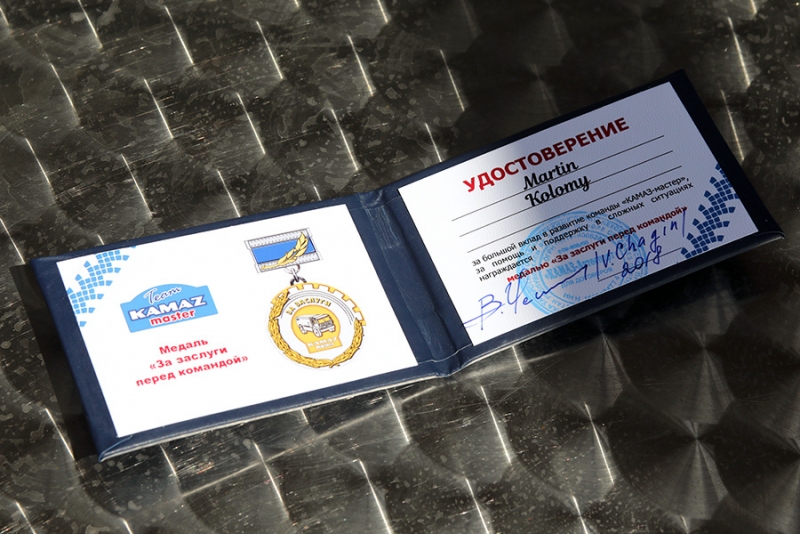 Team
KAMAZ
master
Медаль
«За заслуги
перед командой»
ЗА ЗАСЛУГИ
KAMAZ
УДОСТОВЕРЕНИЕ
Martin
Kolomy
за большой вклад в развитие команды «КАМАЗ-мастер»,
за помощь и поддержку в сложных ситуациях
награждается
медалью «За заслуги перед командой»
/V.Chagin/
2018